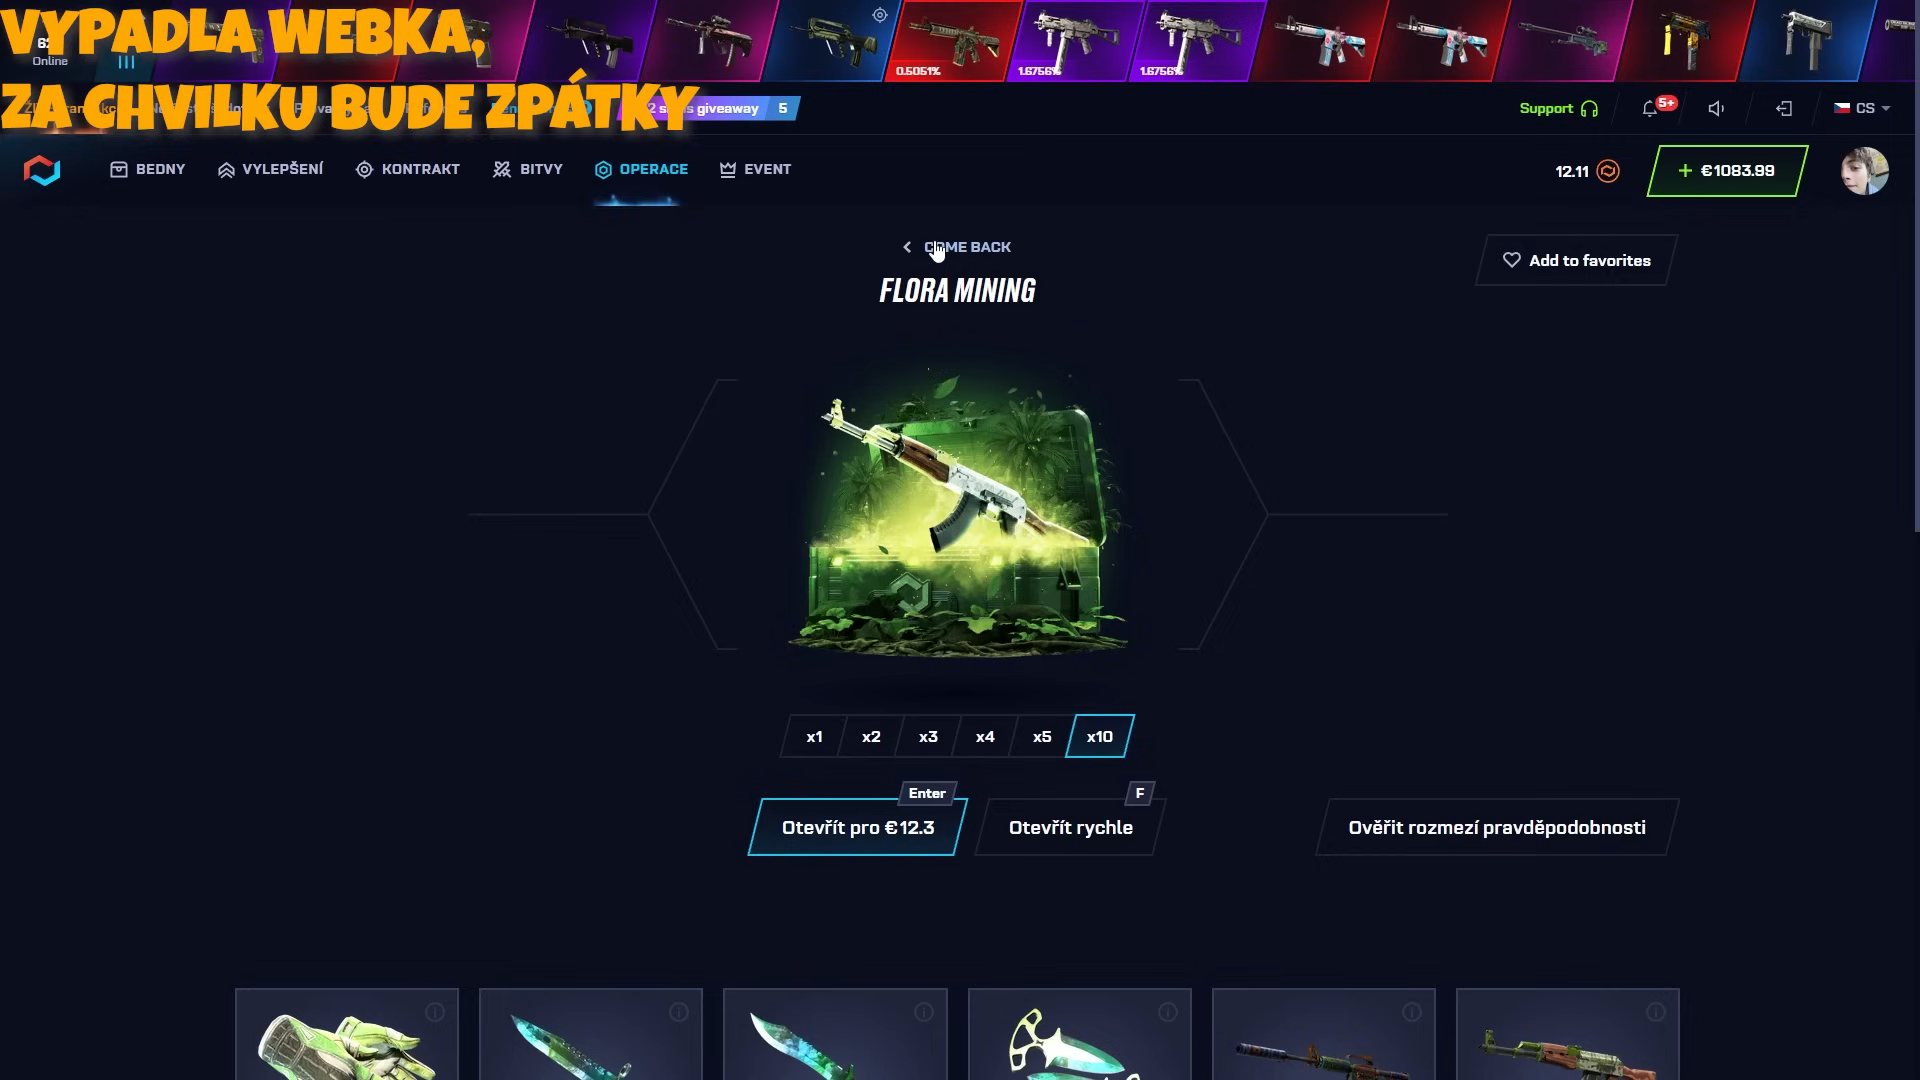 VYPADLA WEBKA,
ZA CHVILKU BUDE ZPÁTKY
Online
0.5051%
1.6756%
1.6756%
giveaway 5
Support
5+
CS
BEDNY
VYLEPŠENÍ
KONTRAKT
BITVY
OPERACE
EVENT
12.11
+ €1083.99
COME BACK
FLORA MINING
Add to favorites
x1
x2
x3
x4
x5
x10
Enter
F
Otevřít pro €12.3
Otevřít rychle
Ověřit rozmezí pravděpodobnosti